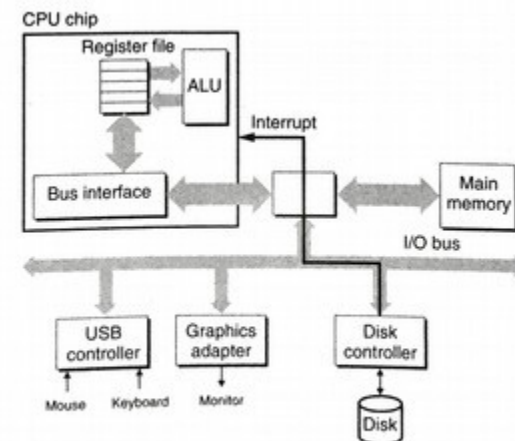 CPU chip
Register file
ALU
Interrupt
Bus interface
Main
memory
I/O bus
USB
controller
Graphics
adapter
Disk
controller
Mouse
Keyboard
Monitor
Disk